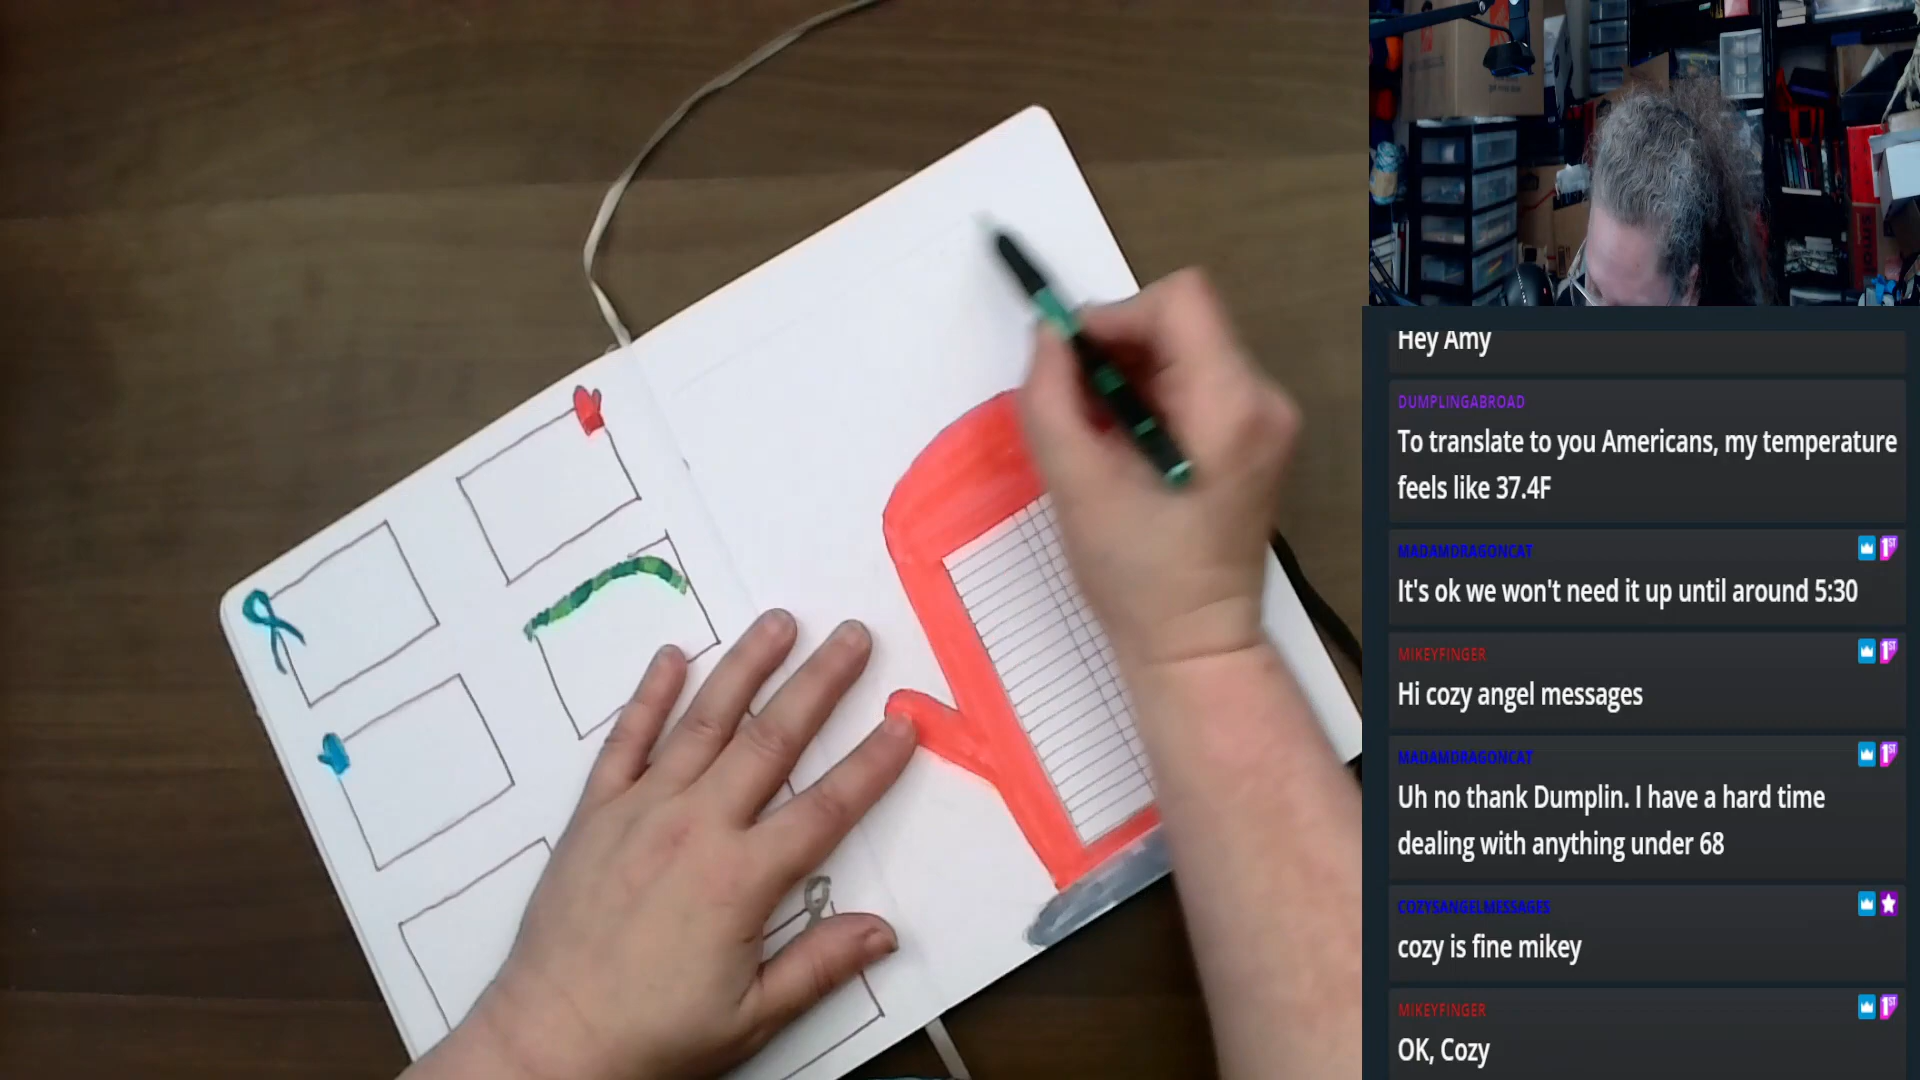 Hey Amy
DUMPLINGABROAD
To translate to you Americans, my temperature
feels like 37.4F
MADAMDRAGONCAT
It's ok we won't need it up until around 5:30
MIKEYFINGER
Hi cozy angel messages
MADAMDRAGONCAT
Uh no thank Dumplin. I have a hard time
dealing with anything under 68
COZYSANGELMESSAGES
cozy is fine mikey
MIKEYFINGER
OK, Cozy